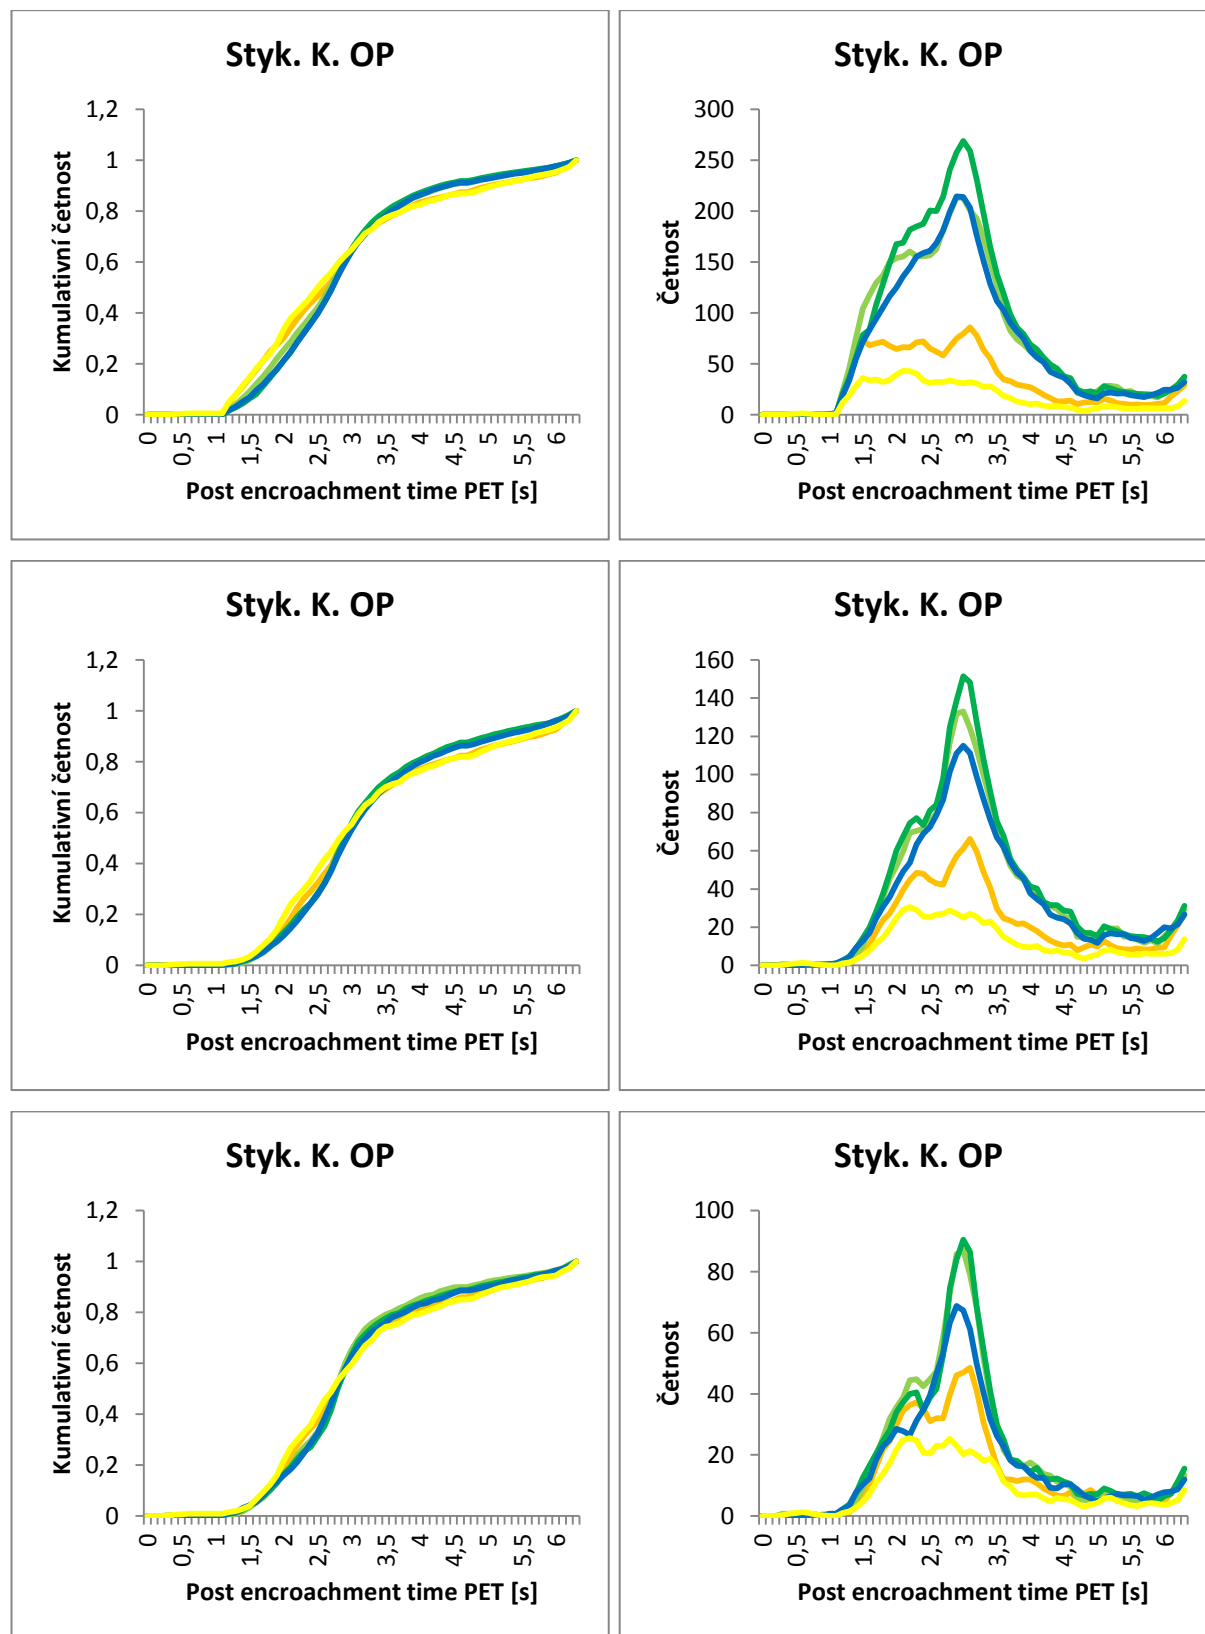 Styk. K. OP
Kumulativní četnost
1,2
1
0,8
0,6
0,4
0,2
0
0 0,5 1 1,5 2 2,5 3 3,5 4 4,5 5 5,5 6
Post encroachment time PET [s]
Styk. K. OP
Četnost
300
250
200
150
100
50
0
0 0,5 1 1,5 2 2,5 3 3,5 4 4,5 5 5,5 6
Post encroachment time PET [s]
Styk. K. OP
Kumulativní četnost
1,2
1
0,8
0,6
0,4
0,2
0
0 0,5 1 1,5 2 2,5 3 3,5 4 4,5 5 5,5 6
Post encroachment time PET [s]
Styk. K. OP
Četnost
160
140
120
100
80
60
40
20
0
0 0,5 1 1,5 2 2,5 3 3,5 4 4,5 5 5,5 6
Post encroachment time PET [s]
Styk. K. OP
Kumulativní četnost
1,2
1
0,8
0,6
0,4
0,2
0
0 0,5 1 1,5 2 2,5 3 3,5 4 4,5 5 5,5 6
Post encroachment time PET [s]
Styk. K. OP
Četnost
100
80
60
40
20
0
0 0,5 1 1,5 2 2,5 3 3,5 4 4,5 5 5,5 6
Post encroachment time PET [s]